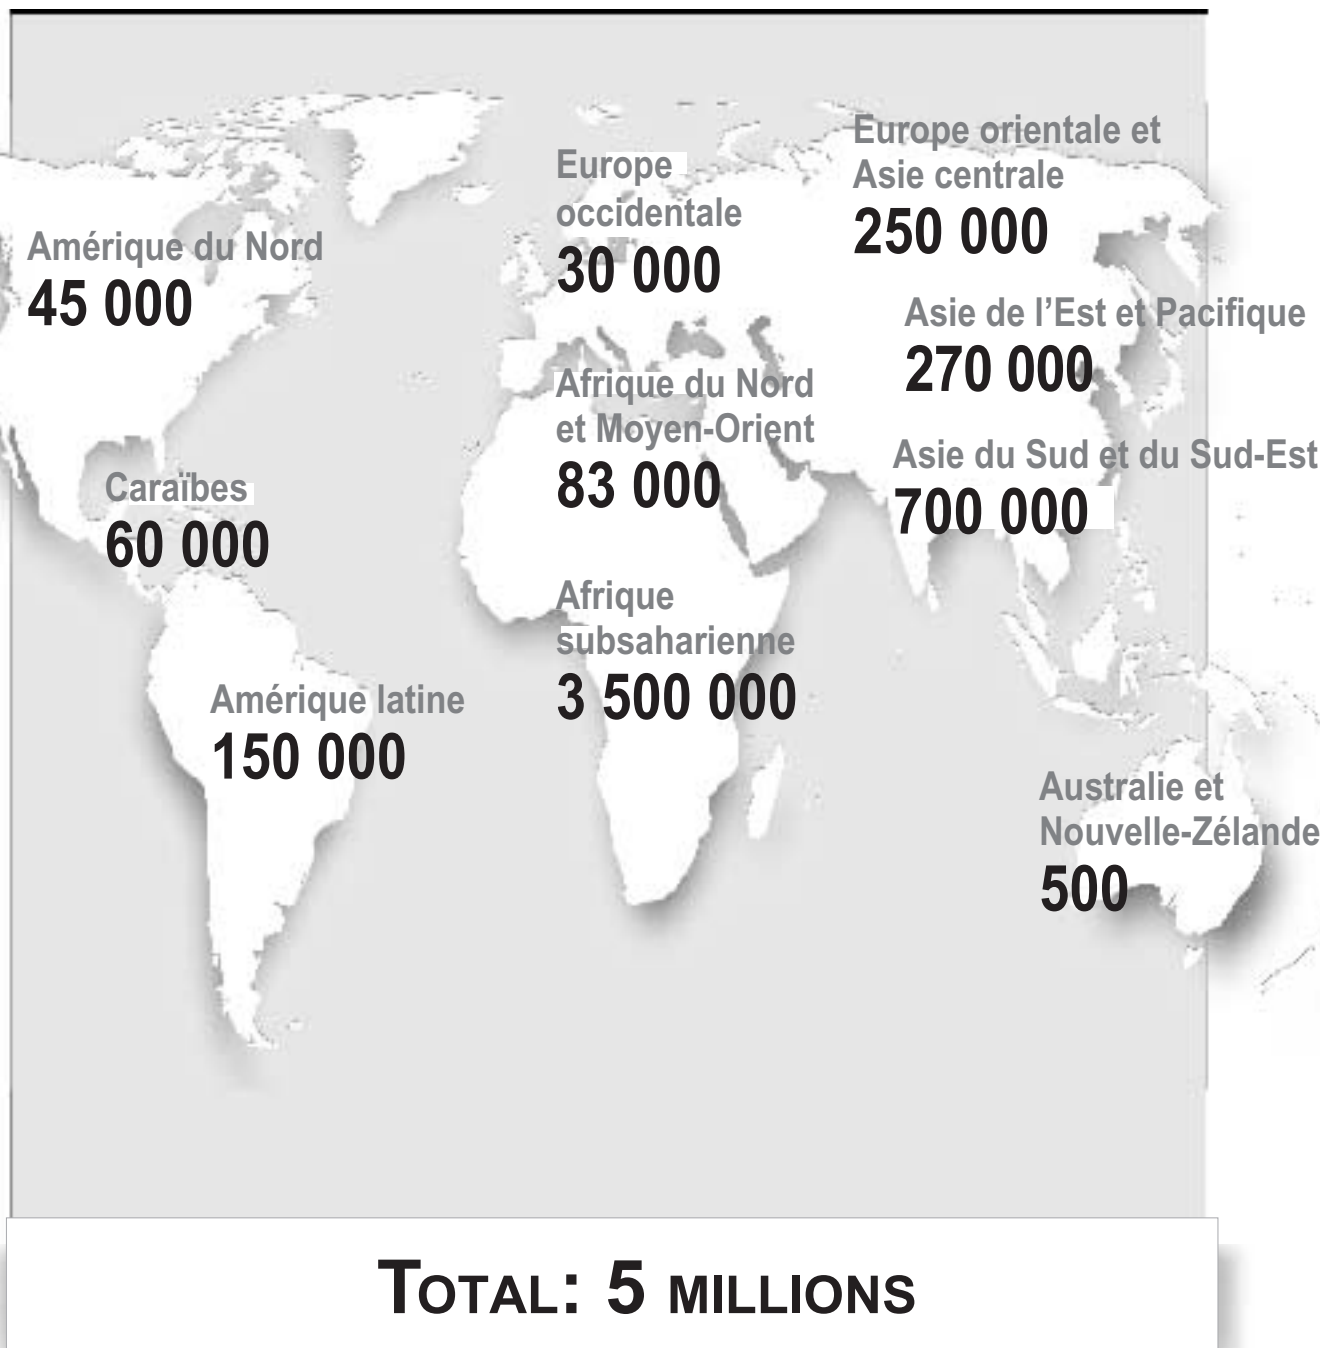 Europe orientale et
Asie centrale
250 000
Europe
occidentale
30 000
Amérique du Nord
45 000
Asie de l’Est et Pacifique
270 000
Afrique du Nord
et Moyen-Orient
83 000
Asie du Sud et du Sud-Est
700 000
Caraïbes
60 000
Afrique
subsaharienne
3 500 000
Amérique latine
150 000
Australie et
Nouvelle-Zélande
500
TOTAL: 5 MILLIONS